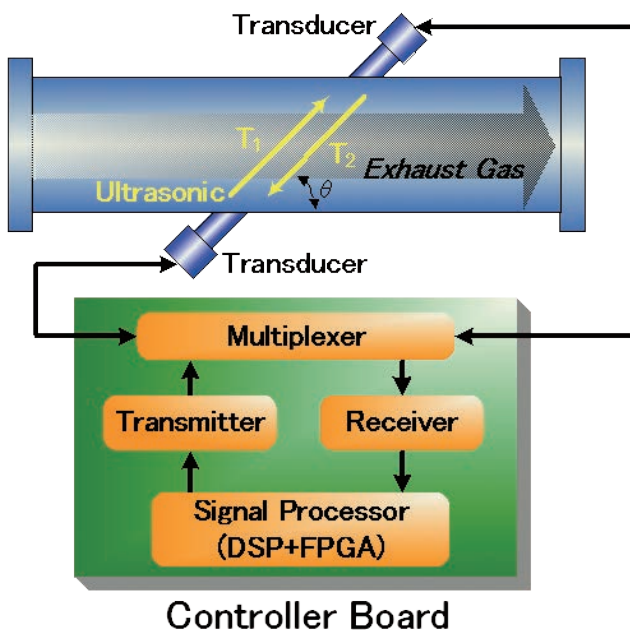 Transducer
T1
T2
Ultrasonic
θ
Exhaust Gas
Transducer
Multiplexer
Transmitter
Receiver
Signal Processor
(DSP+FPGA)
Controller Board